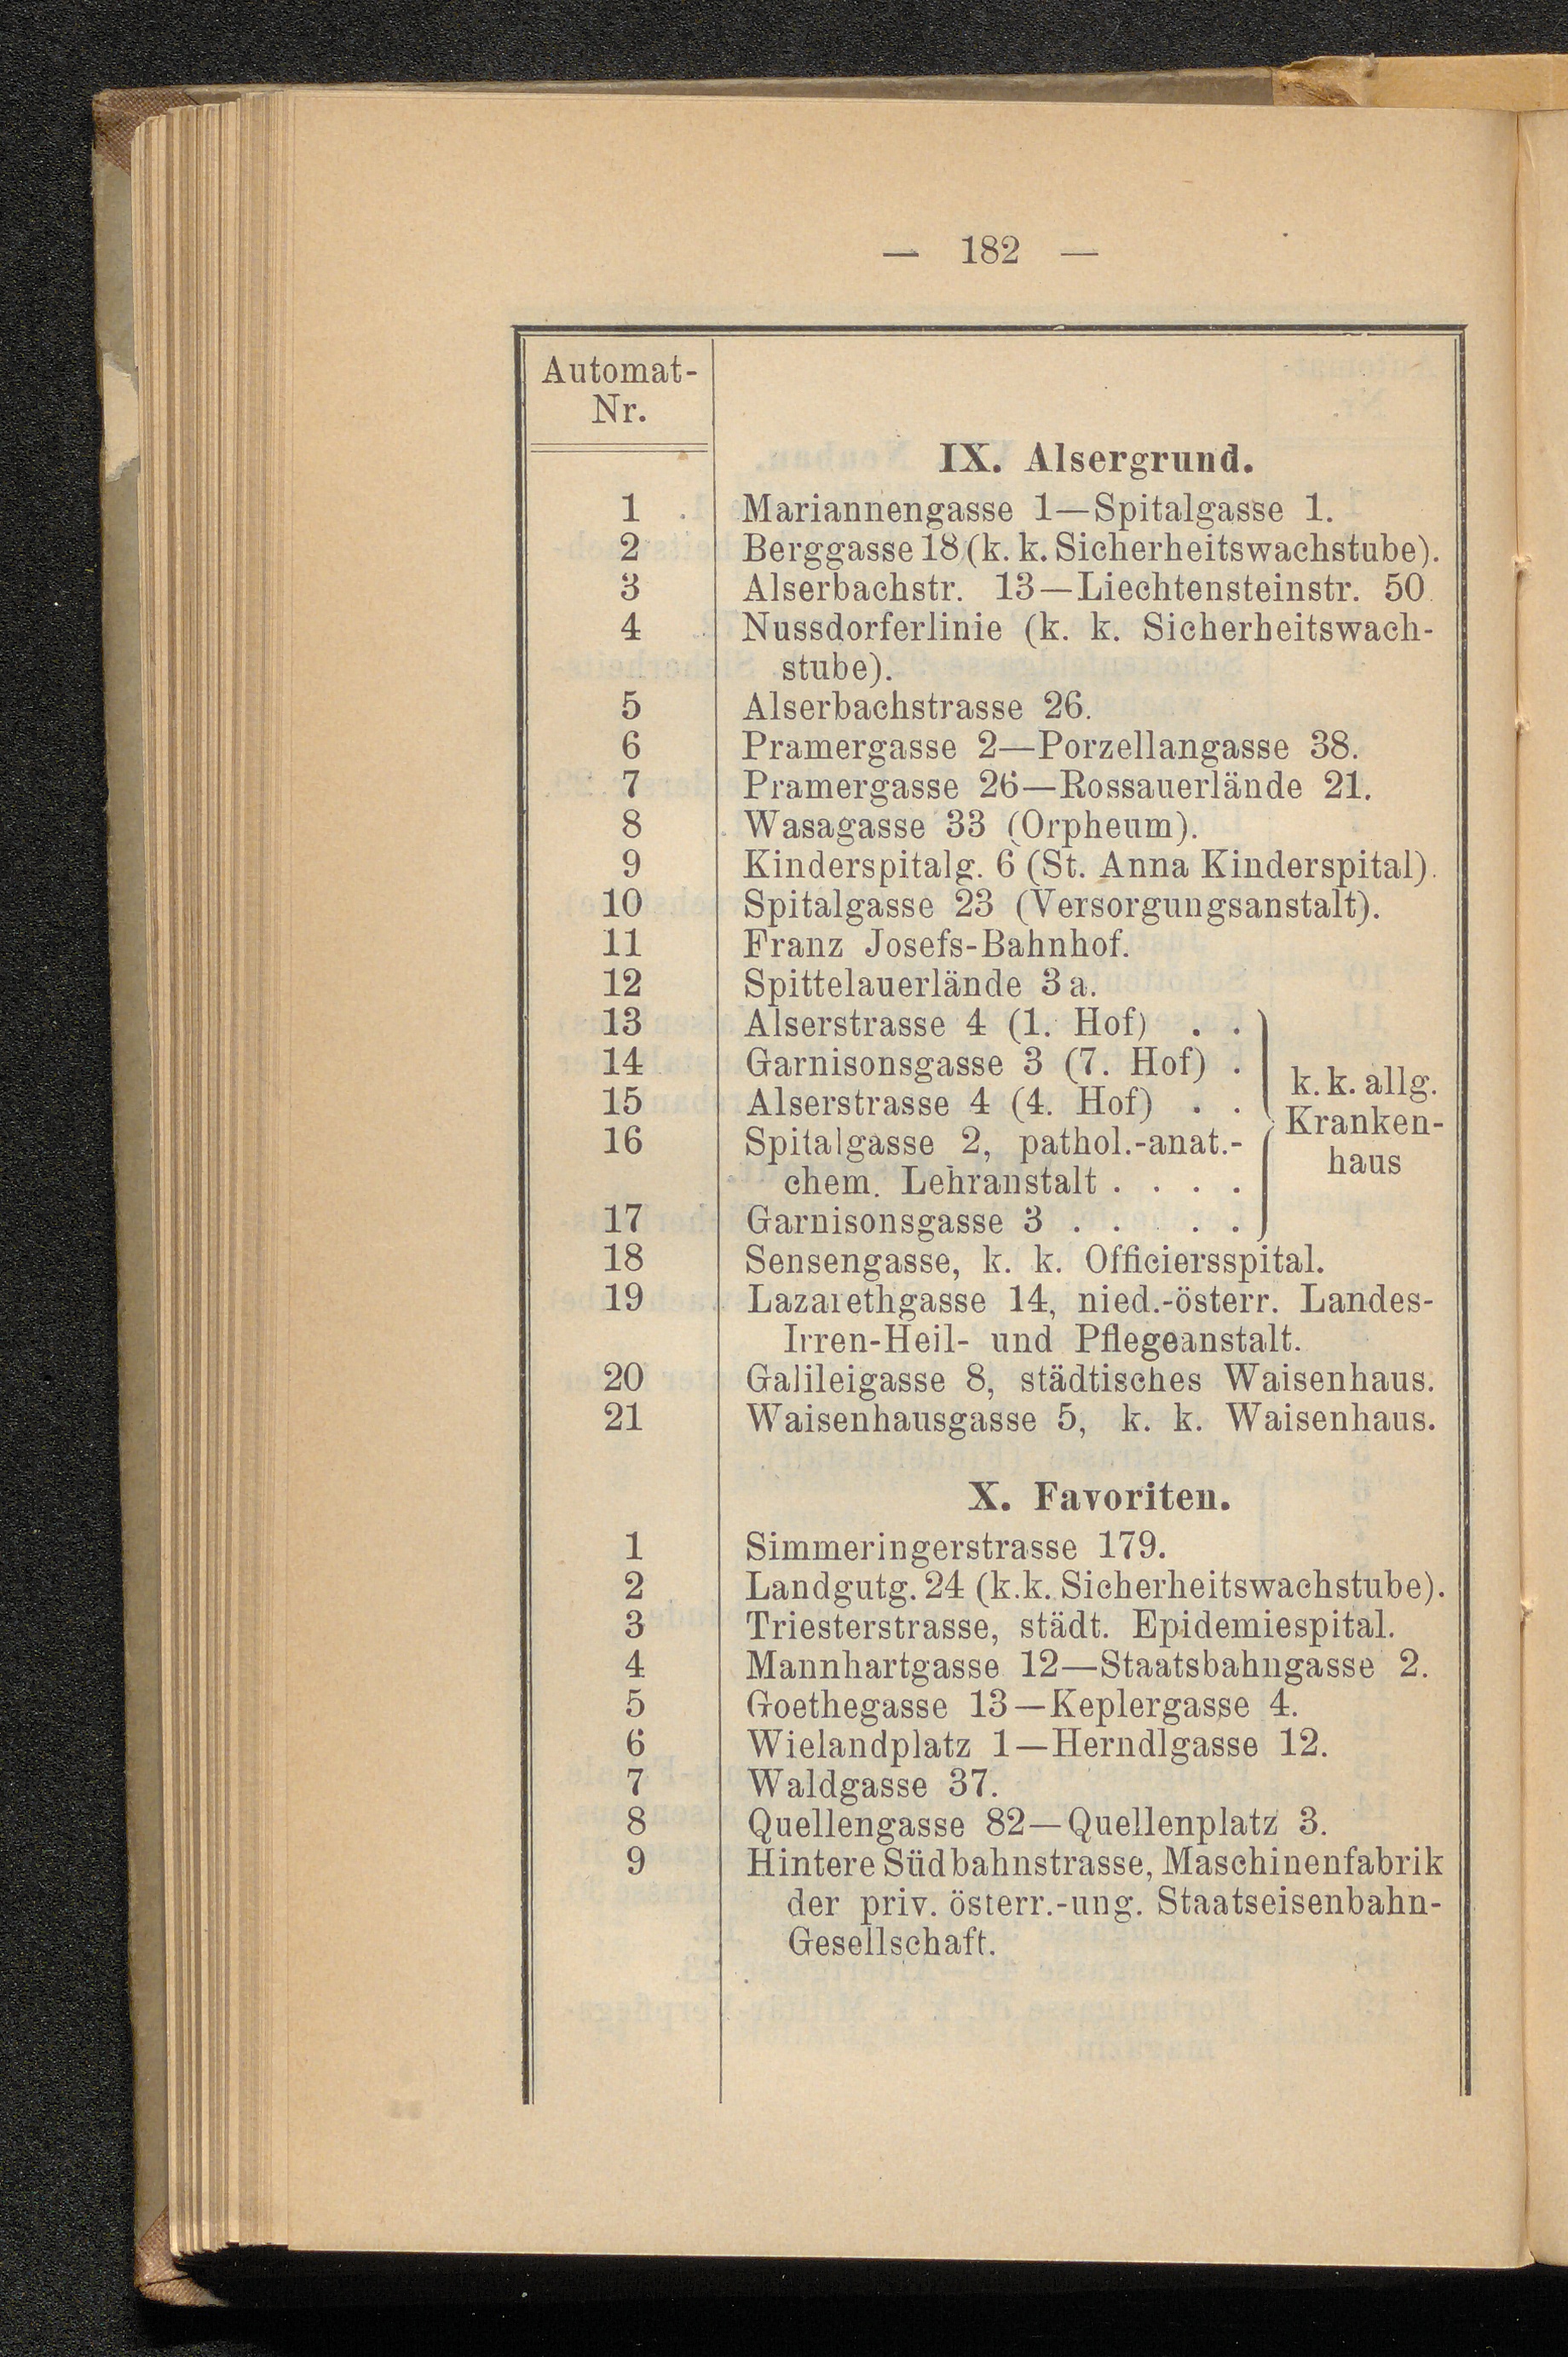 — 182 —
Automat-
Nr.
IX. Alsergrund.
1 Mariannengasse 1—Spitalgasse 1.
2 Berggasse 18 (k. k. Sicherheitswachstube).
3 Alserbachstr. 13—Liechtensteinstr. 50.
4 Nussdorferlinie (k. k. Sicherheitswach-
stube).
5 Alserbachstrasse 26.
6 Pramergasse 2—Porzellangasse 38.
7 Pramergasse 26—Rossauerlände 21.
8 Wasagasse 33 (Orpheum).
9 Kinderspitalg. 6 (St. Anna Kinderspital).
10 Spitalgasse 23 (Versorgungsanstalt).
11 Franz Josefs-Bahnhof.
12 Spittelauerlände 3 a.
13 Alserstrasse 4 (1. Hof) . .
14 Garnisonsgasse 3 (7. Hof) .
15 Alserstrasse 4 (4. Hof) . .
16 Spitalgasse 2, pathol.-anat.-
chem. Lehranstalt . . . .
17 Garnisonsgasse 3 . . . . .
k. k. allg.
Kranken-
haus
18 Sensengasse, k. k. Officiersspital.
19 Lazarethgasse 14, nied.-österr. Landes-
Irren-Heil- und Pflegeanstalt.
20 Galileigasse 8, städtisches Waisenhaus.
21 Waisenhausgasse 5, k. k. Waisenhaus.
X. Favoriten.
1 Simmeringerstrasse 179.
2 Landgutg. 24 (k.k. Sicherheitswachstube).
3 Triesterstrasse, städt. Epidemiespital.
4 Mannhartgasse 12—Staatsbahngasse 2.
5 Goethegasse 13—Keplergasse 4.
6 Wielandplatz 1—Herndlgasse 12.
7 Waldgasse 37.
8 Quellengasse 82—Quellenplatz 3.
9 Hintere Südbahnstrasse, Maschinenfabrik
der priv. österr.-ung. Staatseisenbahn-
Gesellschaft.